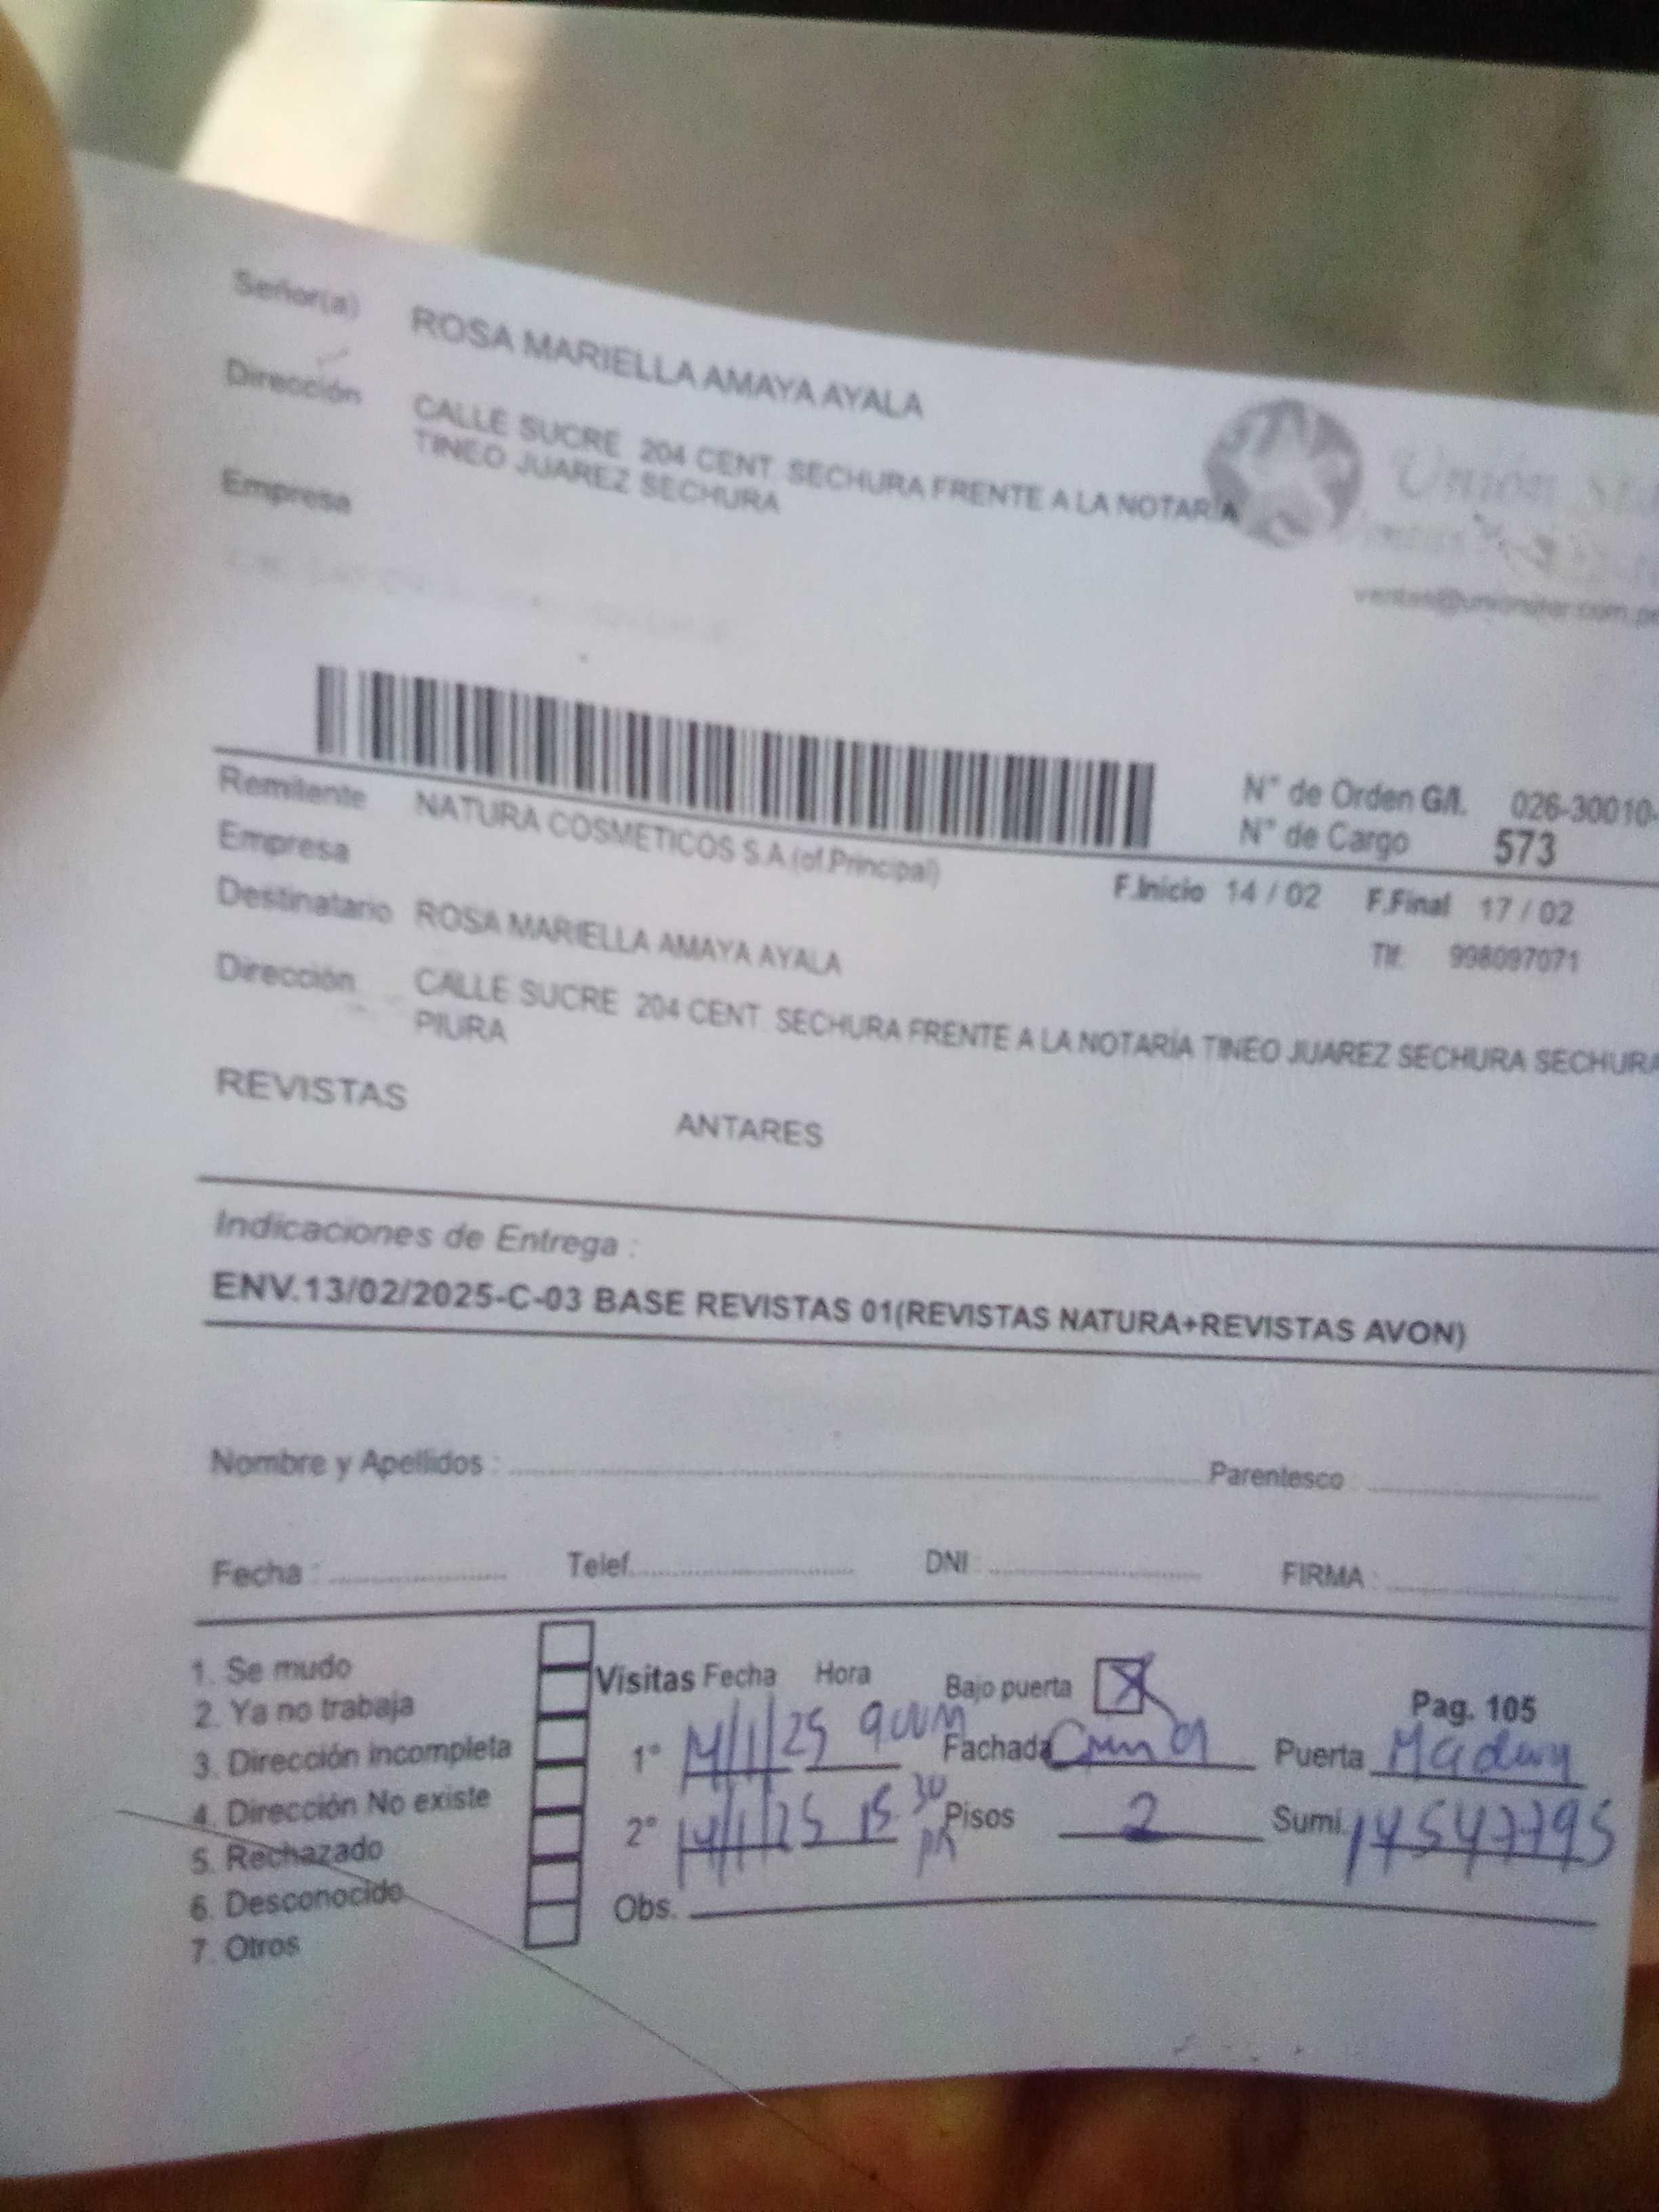 Señor(a) ROSA MARIELLA AMAYA AYALA
Dirección CALLE SUCRE 204 CENT. SECHURA FRENTE A LA NOTARÍA
TINEO JUAREZ SECHURA
Empresa
Unión
ventas@unionstar.com.pe
N° de Orden G/I. 026-30010-
N° de Cargo 573
Remitente NATURA COSMETICOS S.A.(of.Principal)
Empresa
F.Inicio 14 / 02 F.Final 17 / 02
Destinatario ROSA MARIELLA AMAYA AYALA
Tlf: 998097071
Dirección CALLE SUCRE 204 CENT. SECHURA FRENTE A LA NOTARÍA TINEO JUAREZ SECHURA SECHURA
PIURA
REVISTAS
ANTARES
Indicaciones de Entrega :
ENV.13/02/2025-C-03 BASE REVISTAS 01(REVISTAS NATURA+REVISTAS AVON)
Nombre y Apellidos : Parentesco
Fecha : Telef. DNI : FIRMA :
1. Se mudo
2. Ya no trabaja
3. Dirección incompleta
4. Dirección No existe
5. Rechazado
6. Desconocido
7. Otros
Visitas Fecha Hora Bajo puerta X
Pag. 105
1° Fachada Puerta
2° 15 30 Pisos 2 Sumi. 14547795
Obs.